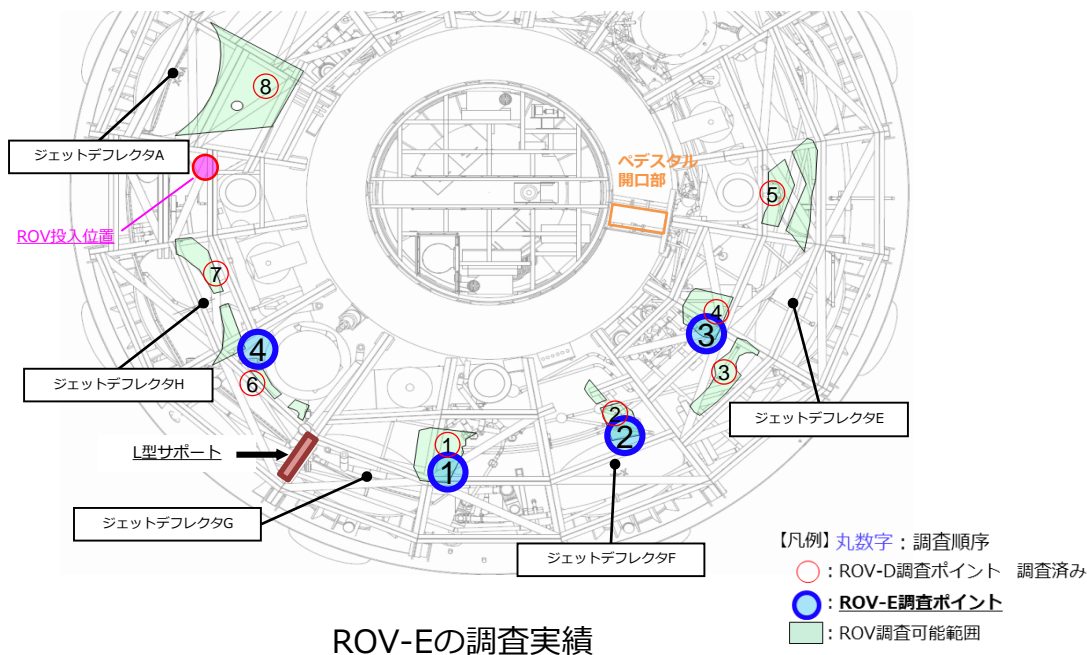 8
ジェットデフレクタA
ペデスタル
開口部
5
ROV投入位置
7
4
3
4
3
6
ジェットデフレクタH
ジェットデフレクタE
2
2
1
1
L型サポート
ジェットデフレクタG
ジェットデフレクタF
【凡例】丸数字：調査順序
：ROV-D調査ポイント　調査済み
：ROV-E調査ポイント
：ROV調査可能範囲
ROV-Eの調査実績